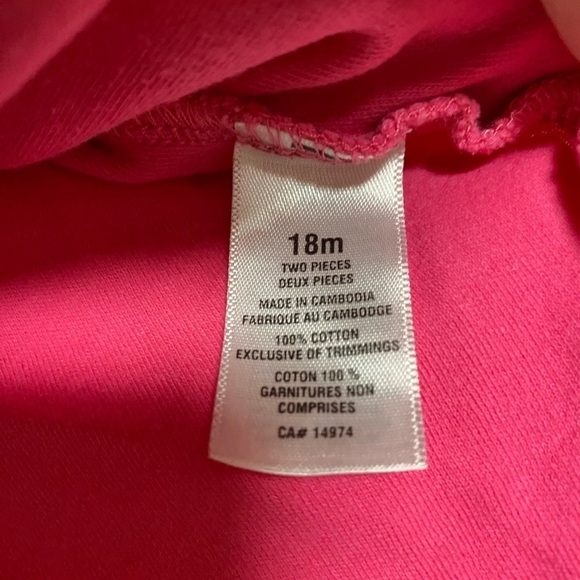 18m
TWO PIECES
DEUX PIECES
MADE IN CAMBODIA
FABRIQUE AU CAMBODGE
100% COTTON
EXCLUSIVE OF TRIMMINGS
COTON 100 %
GARNITURES NON
COMPRISES
CA# 14974